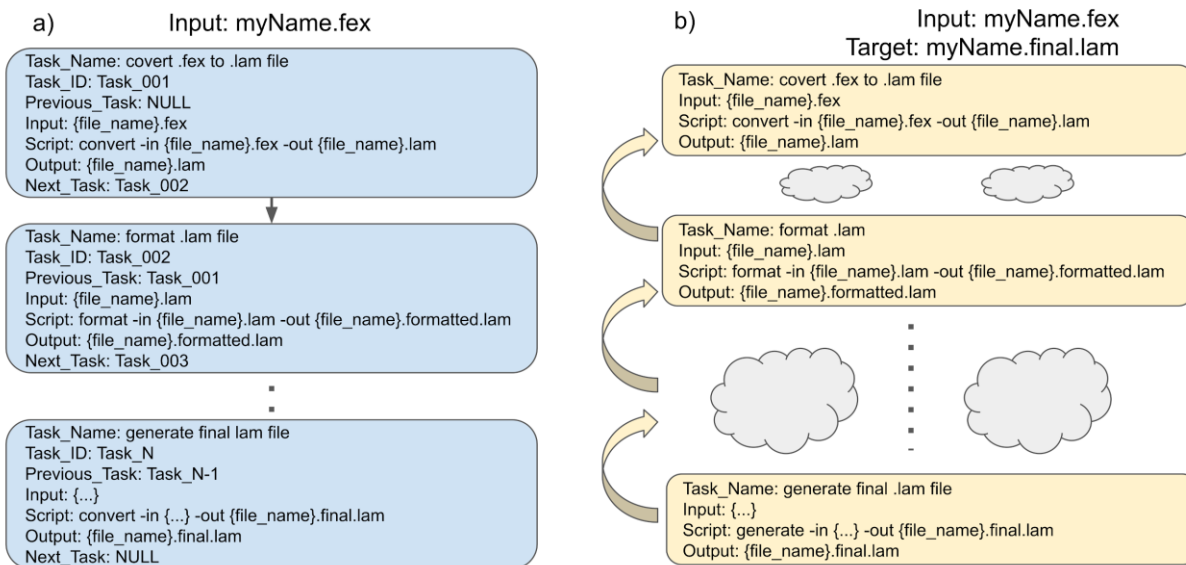 a)
Input: myName.fex
Task_Name: covert .fex to .lam file
Task_ID: Task_001
Previous_Task: NULL
Input: {file_name}.fex
Script: convert -in {file_name}.fex -out {file_name}.lam
Output: {file_name}.lam
Next_Task: Task_002
Task_Name: format .lam file
Task_ID: Task_002
Previous_Task: Task_001
Input: {file_name}.lam
Script: format -in {file_name}.lam -out {file_name}.formatted.lam
Output: {file_name}.formatted.lam
Next_Task: Task_003
Task_Name: generate final lam file
Task_ID: Task_N
Previous_Task: Task_N-1
Input: {...}
Script: convert -in {...} -out {file_name}.final.lam
Output: {file_name}.final.lam
Next_Task: NULL
b)
Input: myName.fex
Target: myName.final.lam
Task_Name: covert .fex to .lam file
Input: {file_name}.fex
Script: convert -in {file_name}.fex -out {file_name}.lam
Output: {file_name}.lam
Task_Name: format .lam
Input: {file_name}.lam
Script: format -in {file_name}.lam -out {file_name}.formatted.lam
Output: {file_name}.formatted.lam
Task_Name: generate final .lam file
Input: {...}
Script: generate -in {...} -out {file_name}.final.lam
Output: {file_name}.final.lam